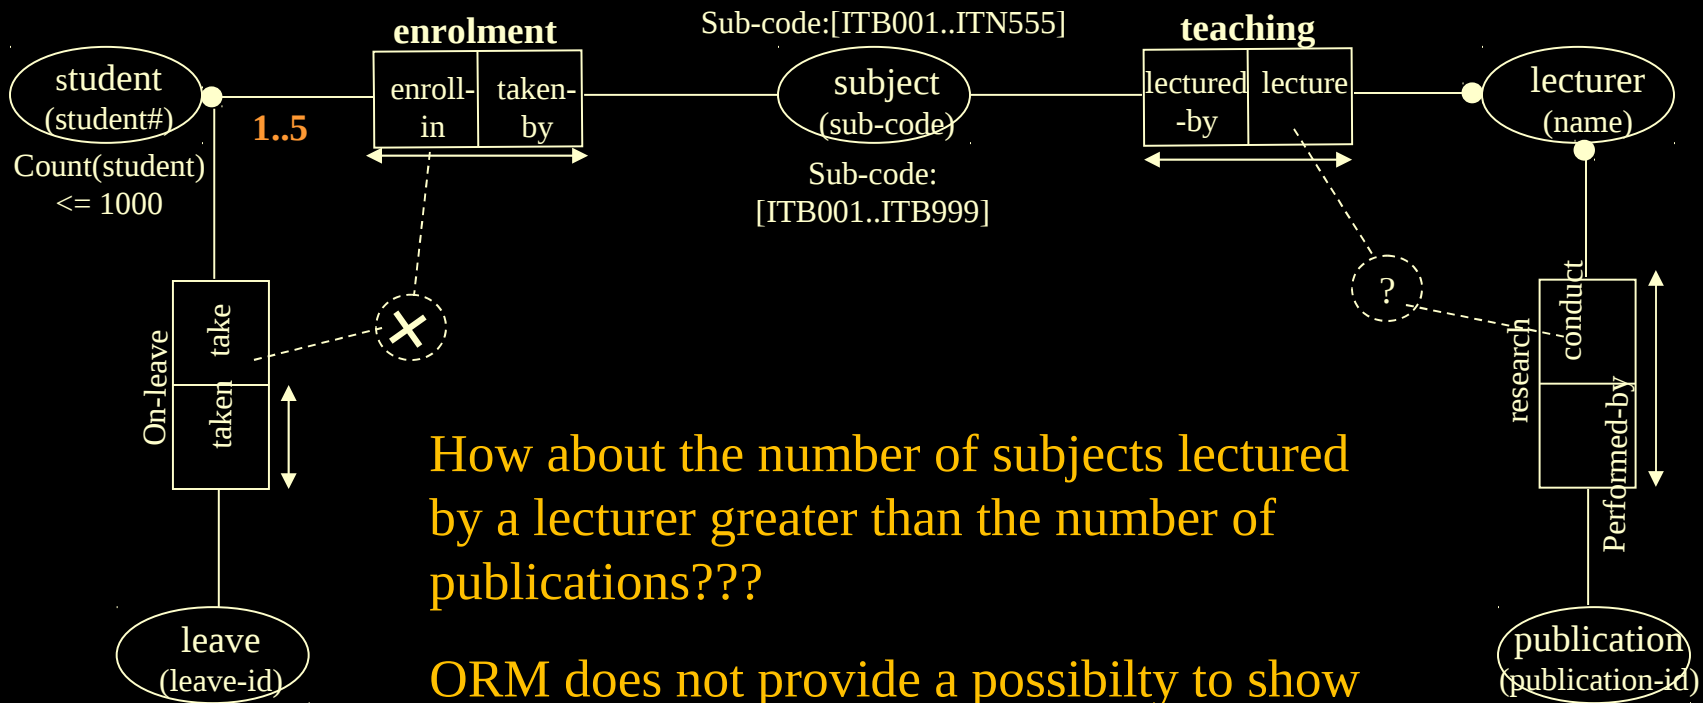 enrolment
Sub-code:[ITB001..ITN555]
teaching
student
(student#)
enroll-
in
taken-
by
subject
(sub-code)
lectured
-by
lecture
lecturer
(name)
1..5
Count(student)
<= 1000
Sub-code:
[ITB001..ITB999]
On-leave
take
taken
?
research
conduct
Performed-by
How about the number of subjects lectured
by a lecturer greater than the number of
publications???
ORM does not provide a possibilty to show
leave
(leave-id)
publication
(publication-id)